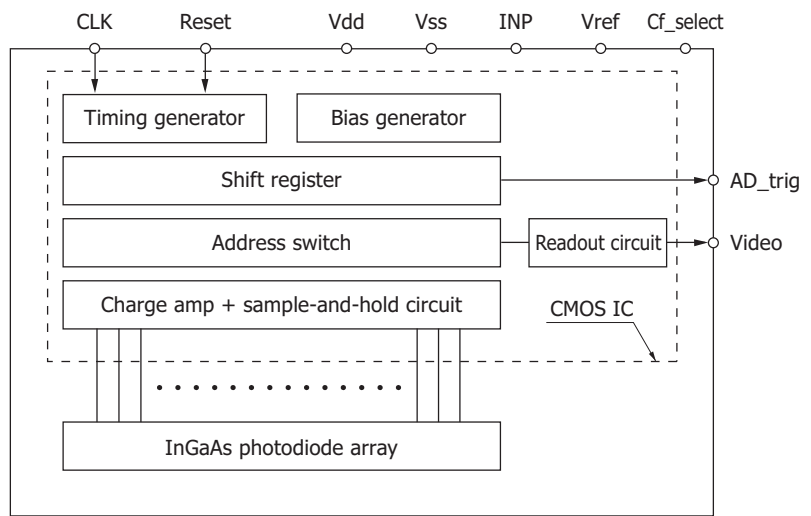 CLK Reset Vdd Vss INP Vref Cf_select
Timing generator Bias generator
Shift register
AD_trig
Address switch Readout circuit
Video
Charge amp + sample-and-hold circuit
CMOS IC
InGaAs photodiode array